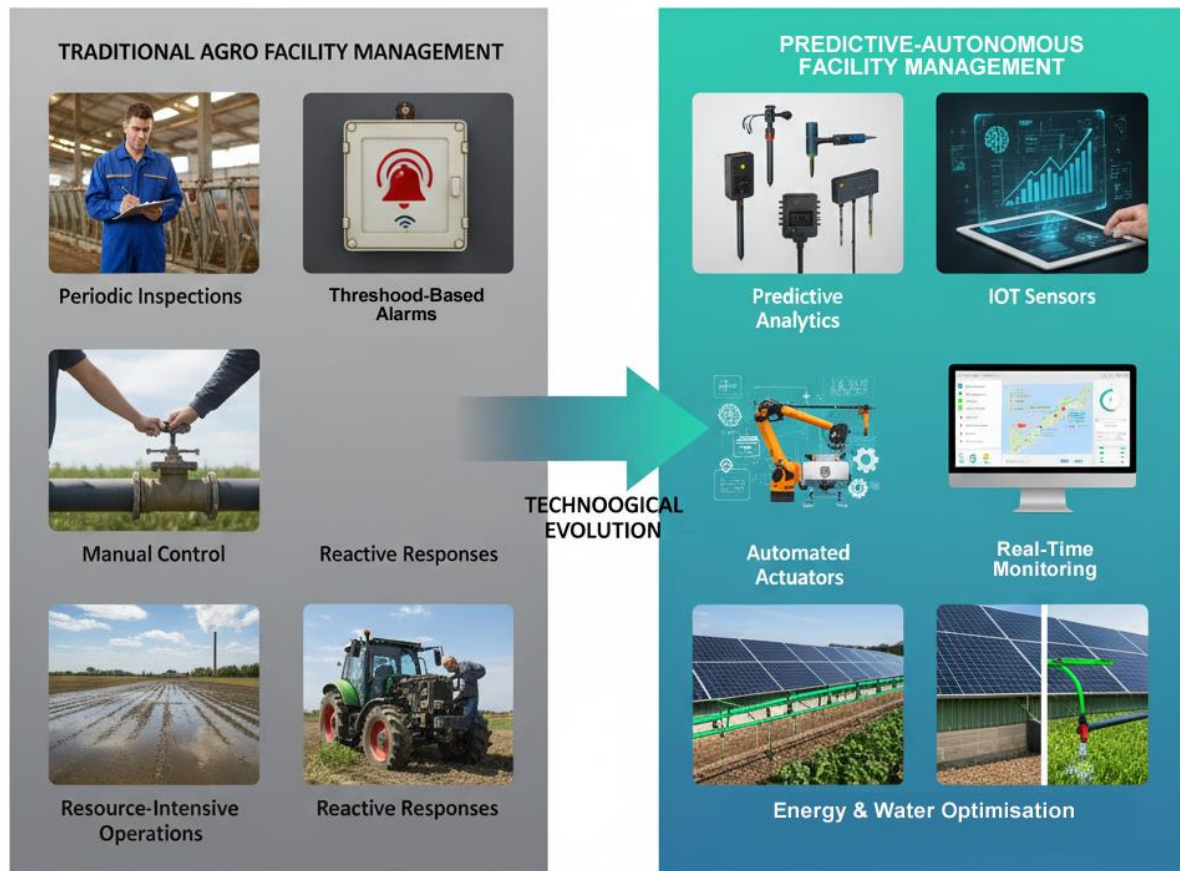 TRADITIONAL AGRO FACILITY MANAGEMENT
Periodic Inspections
Threshood-Based
Alarms
Manual Control
Reactive Responses
Resource-Intensive
Operations
Reactive Responses
TECHNOOGICAL
EVOLUTION
PREDICTIVE-AUTONOMOUS
FACILITY MANAGEMENT
Predictive
Analytics
IOT Sensors
Automated
Actuators
Real-Time
Monitoring
Energy & Water Optimisation